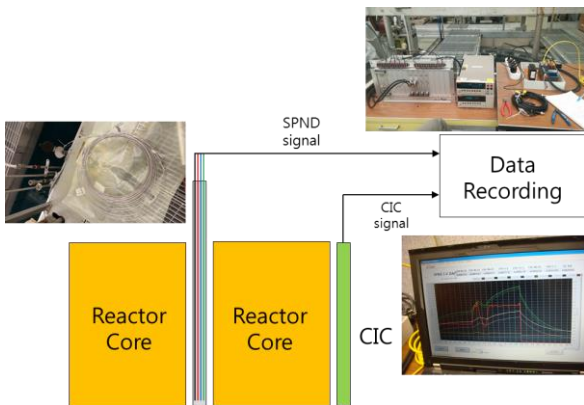 SPND
signal
Data
Recording
CIC
signal
Reactor
Core
Reactor
Core
CIC